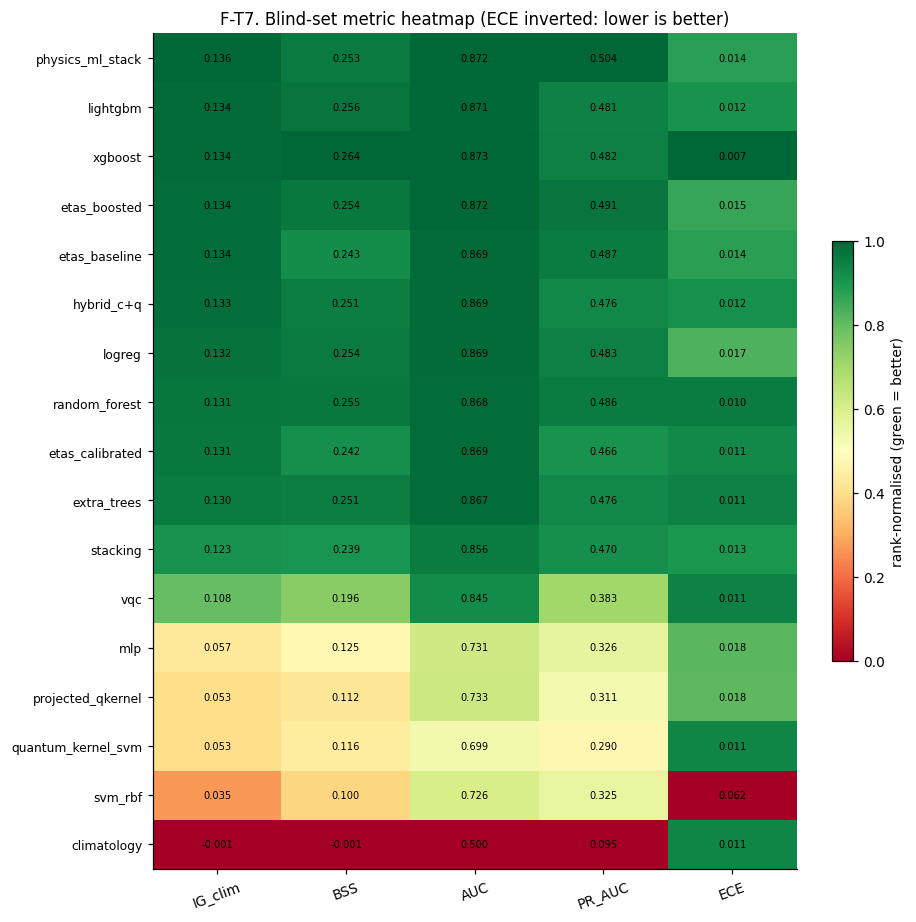 F-T7. Blind-set metric heatmap (ECE inverted: lower is better)
physics_ml_stack 0.136 0.253 0.872 0.504 0.014
lightgbm 0.134 0.256 0.871 0.481 0.012
xgboost 0.134 0.264 0.873 0.482 0.007
etas_boosted 0.134 0.254 0.872 0.491 0.015
etas_baseline 0.134 0.243 0.869 0.487 0.014
hybrid_c+q 0.133 0.251 0.869 0.476 0.012
logreg 0.132 0.254 0.869 0.483 0.017
random_forest 0.131 0.255 0.868 0.486 0.010
etas_calibrated 0.131 0.242 0.869 0.466 0.011
extra_trees 0.130 0.251 0.867 0.476 0.011
stacking 0.123 0.239 0.856 0.470 0.013
vqc 0.108 0.196 0.845 0.383 0.011
mlp 0.057 0.125 0.731 0.326 0.018
projected_qkernel 0.053 0.112 0.733 0.311 0.018
quantum_kernel_svm 0.053 0.116 0.699 0.290 0.011
svm_rbf 0.035 0.100 0.726 0.325 0.062
climatology -0.001 -0.001 0.500 0.095 0.011
IG_clim BSS AUC PR_AUC ECE
1.0
0.8
0.6
0.4
0.2
0.0
rank-normalised (green = better)